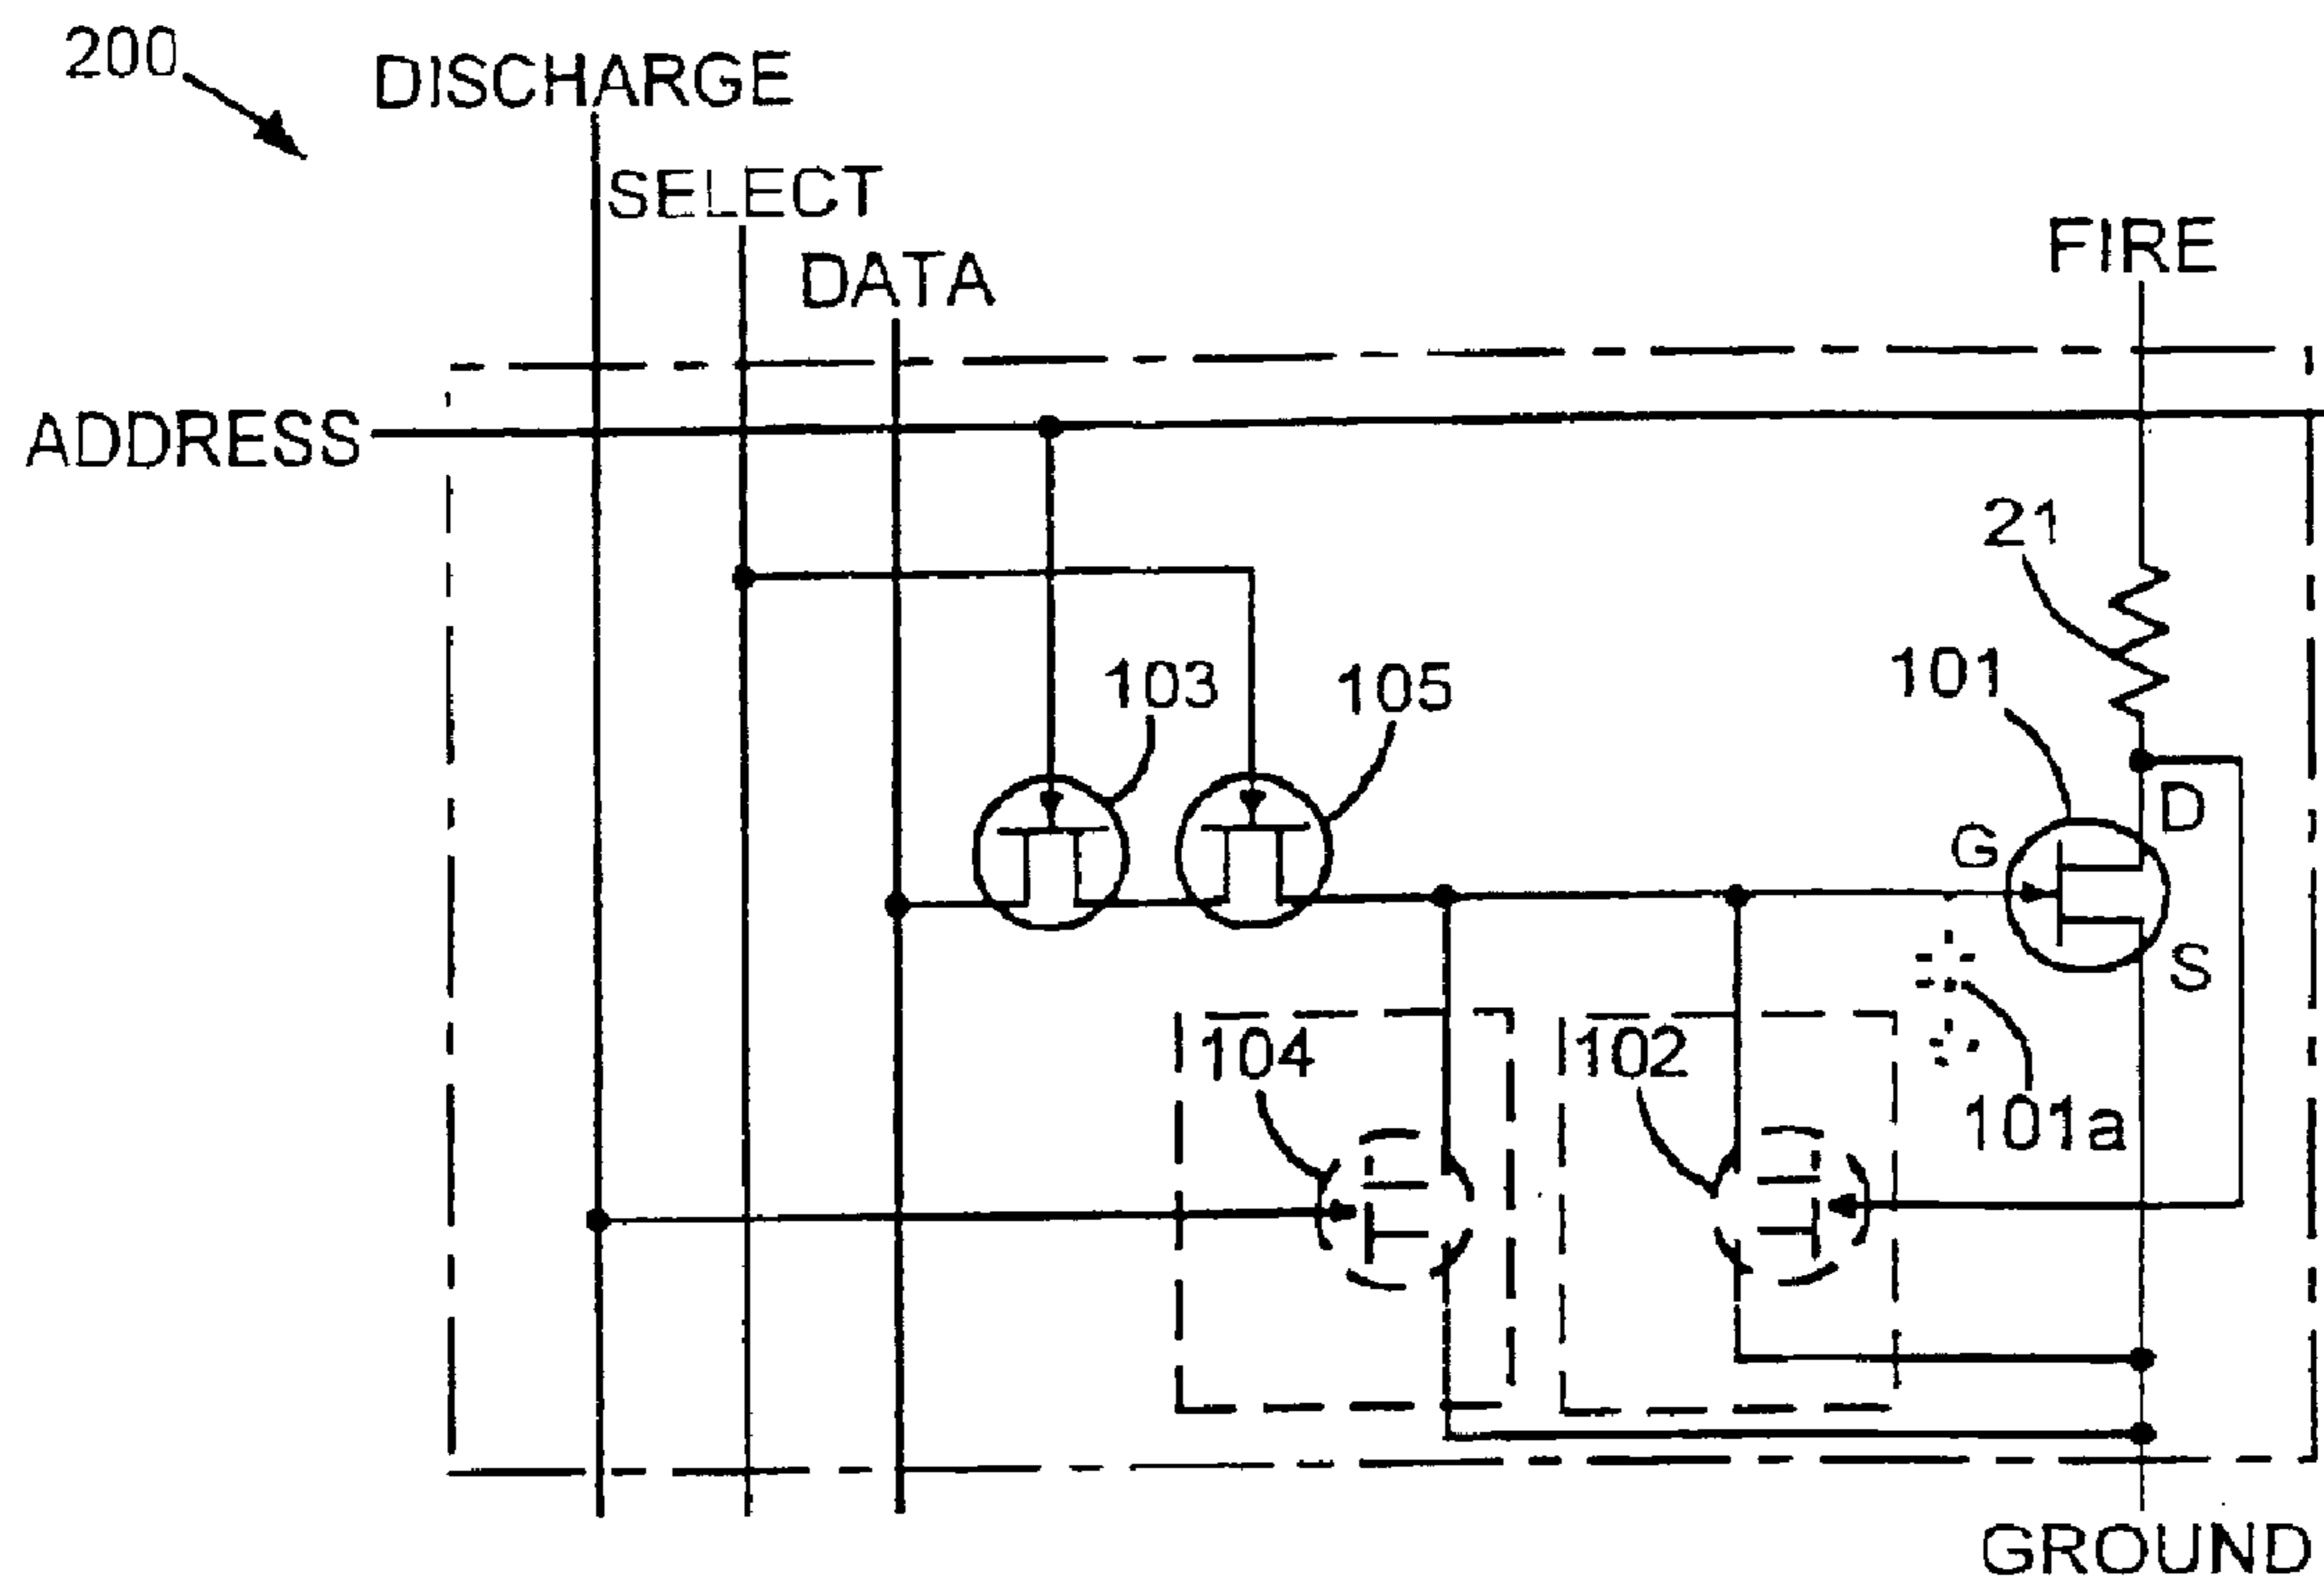 200
DISCHARGE
SELECT
DATA
FIRE
ADDRESS
21
101
103
105
D
G
S
104
102
101a
GROUND